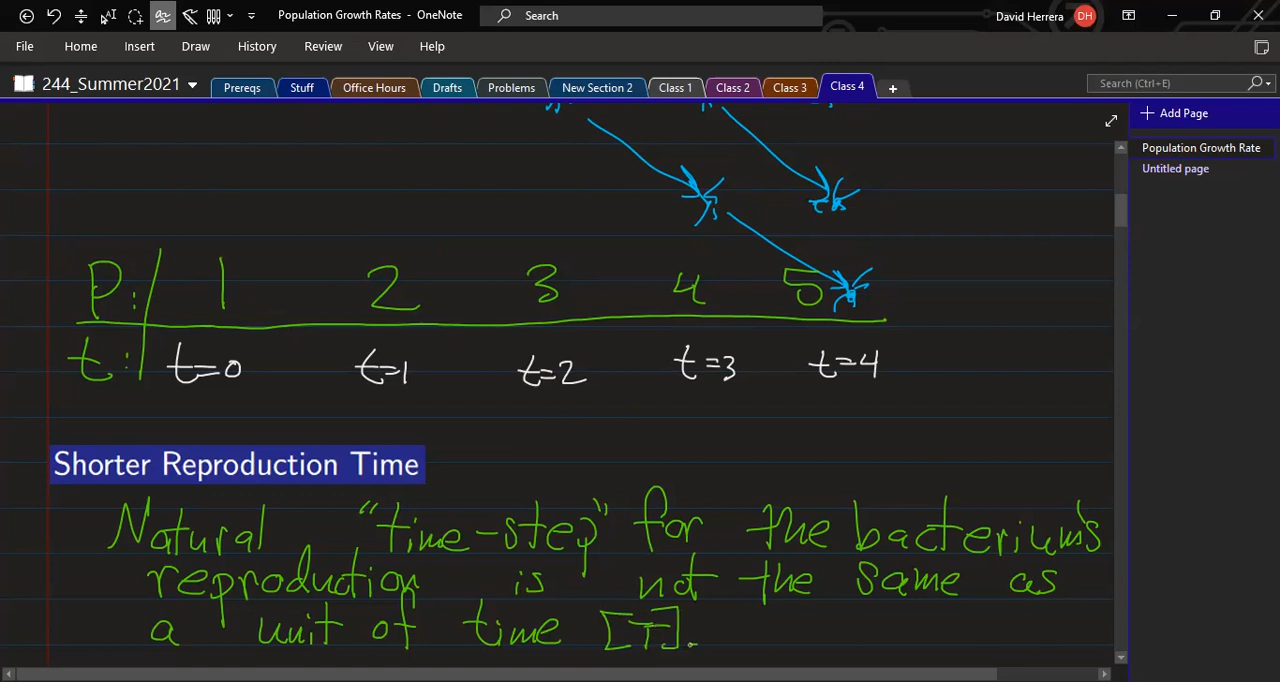 Population Growth Rates - OneNote
Search
David Herrera DH
File Home Insert Draw History Review View Help
244_Summer2021
Prereqs Stuff Office Hours Drafts Problems New Section 2 Class 1 Class 2 Class 3 Class 4
Search (Ctrl+E)
Add Page
Population Growth Rate
Untitled page
P: 1 2 3 4 5
t: t=0 t=1 t=2 t=3 t=4
Shorter Reproduction Time
Natural "time-step" for the bacterium's
reproduction is not the same as
a unit of time [T].